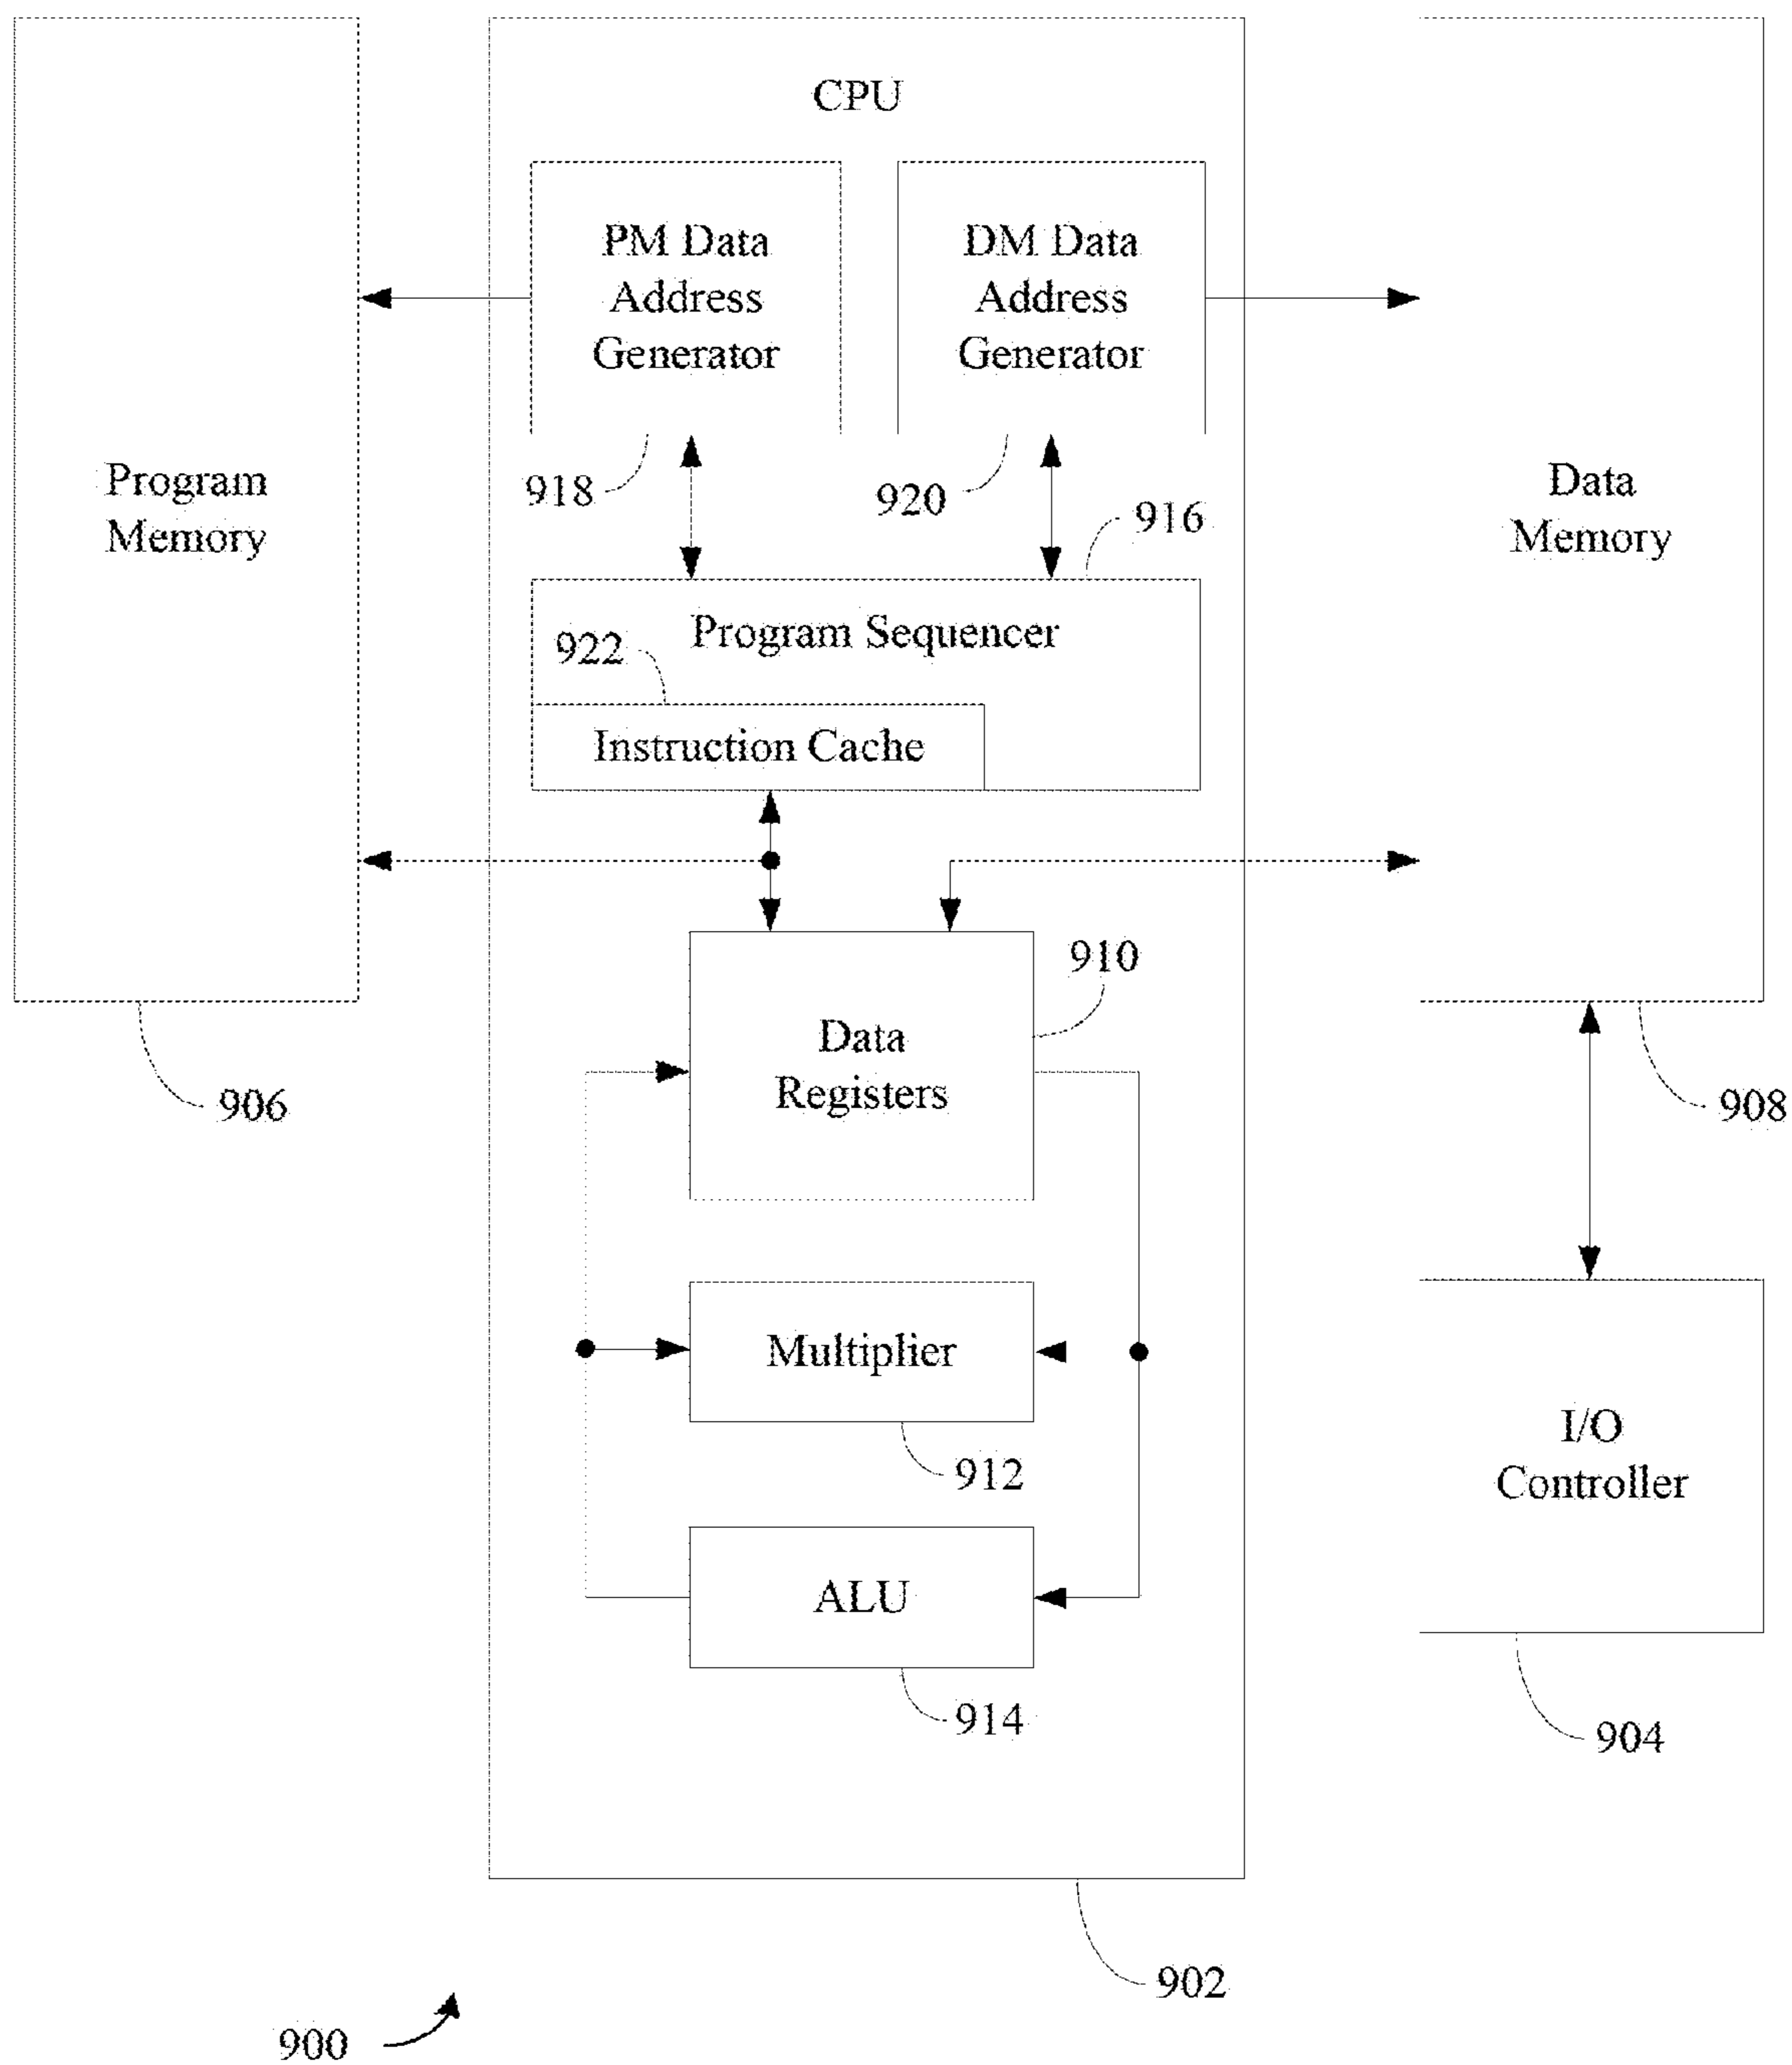 CPU
PM Data
Address
Generator
DM Data
Address
Generator
Program
Memory
Data
Memory
918
920
916
Program Sequencer
922
Instruction Cache
910
Data
Registers
906
908
Multiplier
912
I/O
Controller
ALU
914
904
902
900